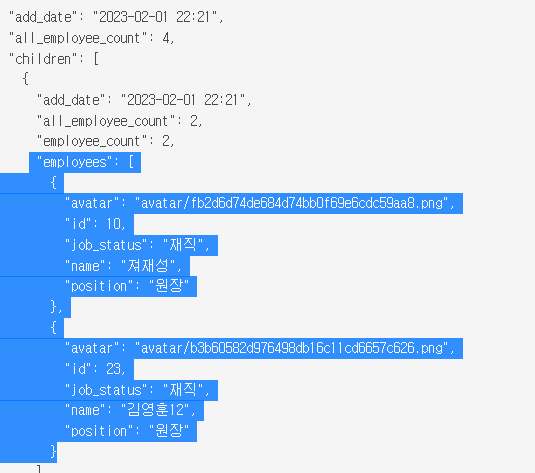 "add_date": "2023-02-01 22:21",
"all_employee_count": 4,
"children": [
{
"add_date": "2023-02-01 22:21",
"all_employee_count": 2,
"employee_count": 2,
"employees": [
{
"avatar": "avatar/fb2d6d74de684d74bb0f69e6cdc59aa8.png",
"id": 10,
"job_status": "재직",
"name": "져재성",
"position": "원장"
},
{
"avatar": "avatar/b3b60582d976498db16c11cd6657c626.png",
"id": 23,
"job_status": "재직",
"name": "김영훈12",
"position": "원장"
}
]